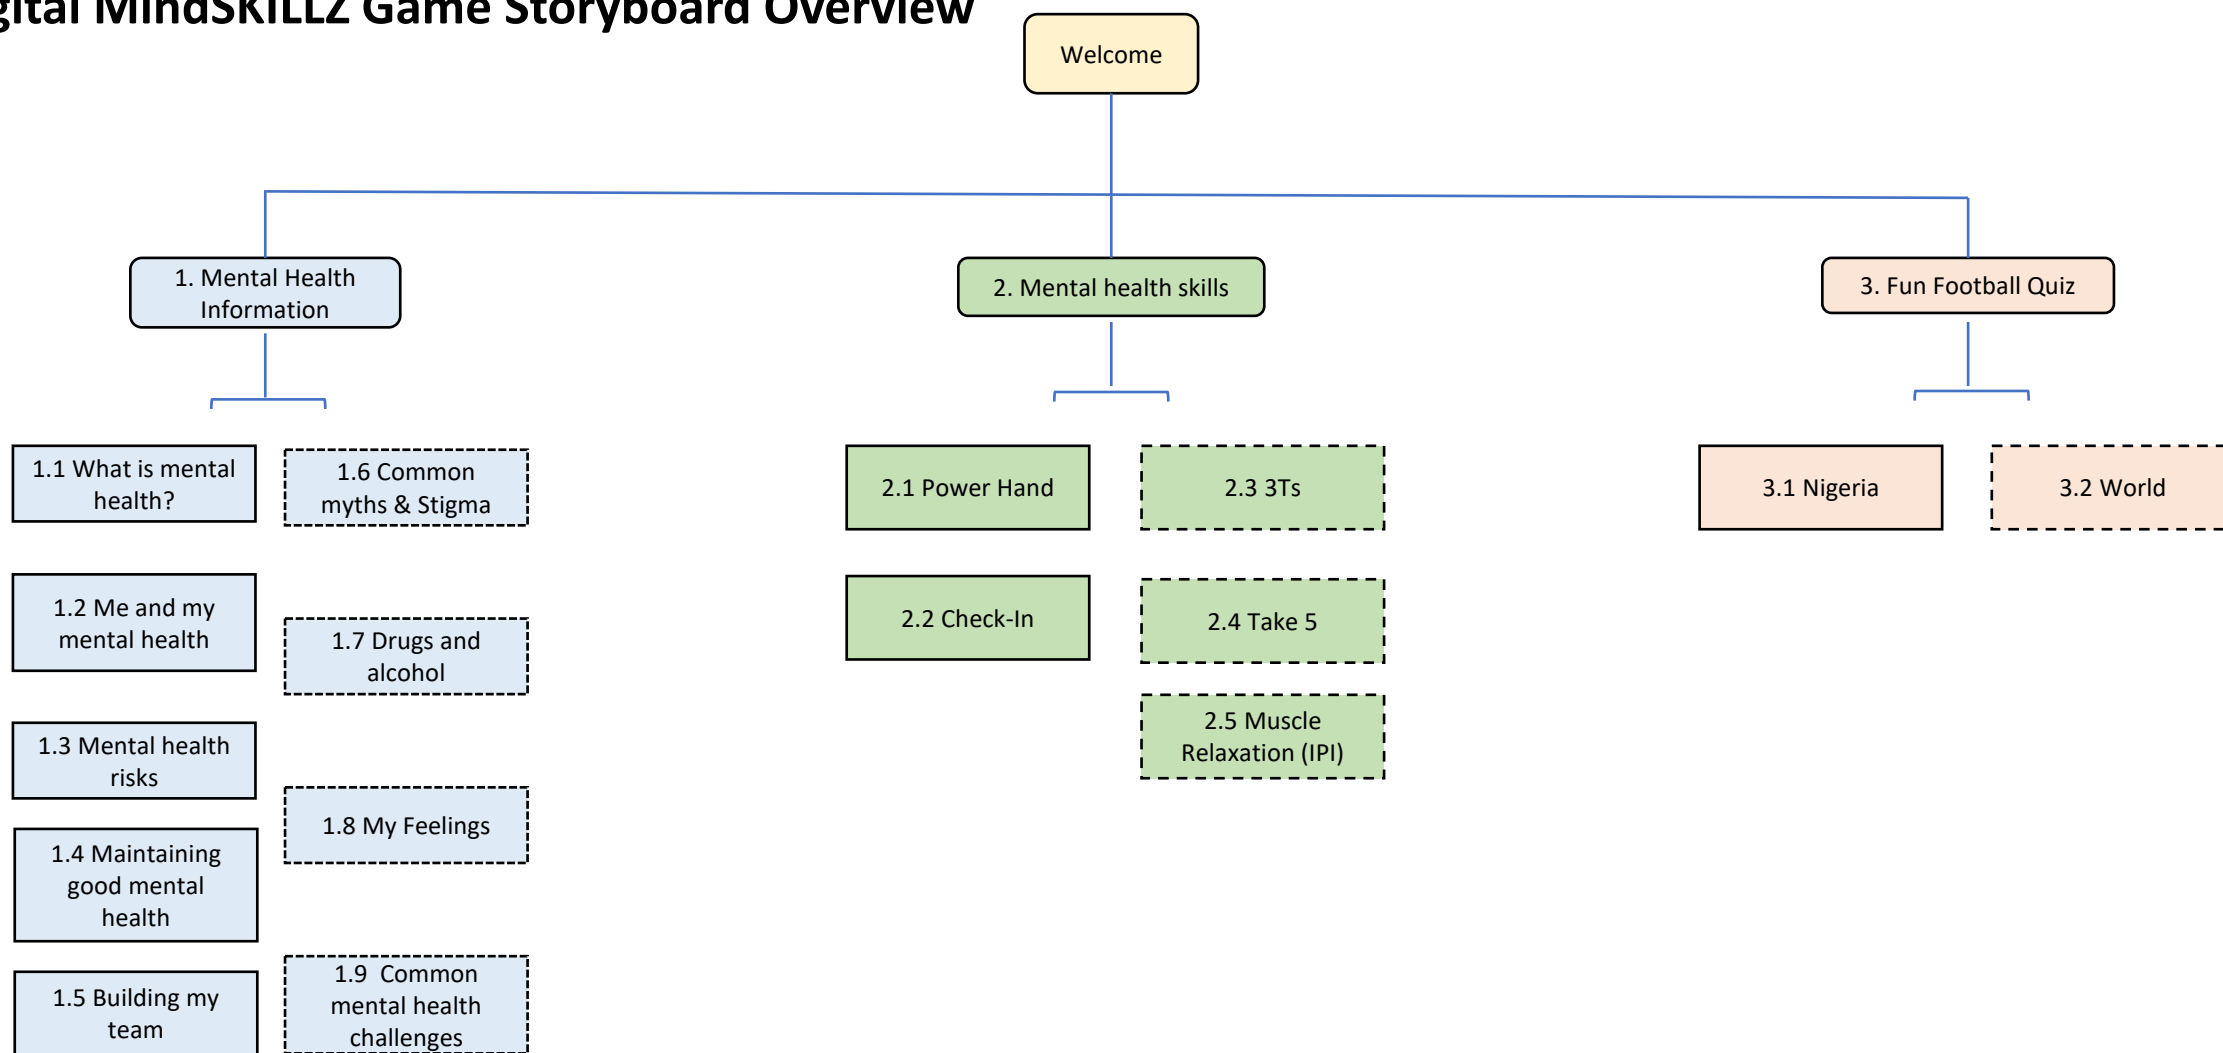 gital MindSKILLZ Game Storyboard Overview
Welcome
1. Mental Health
Information
2. Mental health skills
3. Fun Football Quiz
1.1 What is mental
health?
1.6 Common
myths & Stigma
2.1 Power Hand
2.3 3Ts
3.1 Nigeria
3.2 World
1.2 Me and my
mental health
1.7 Drugs and
alcohol
2.2 Check-In
2.4 Take 5
1.3 Mental health
risks
2.5 Muscle
Relaxation (IPI)
1.8 My Feelings
1.4 Maintaining
good mental
health
1.5 Building my
team
1.9 Common
mental health
challenges